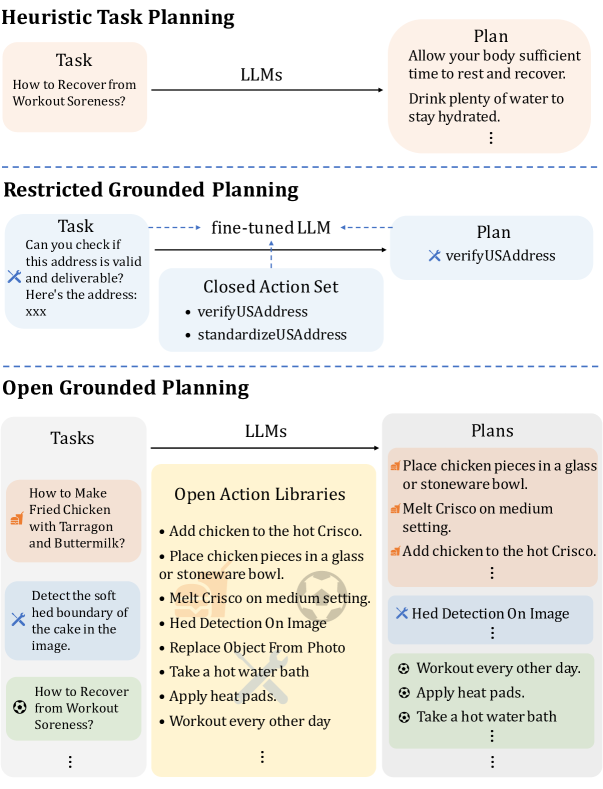 Heuristic Task Planning
Task
How to Recover from
Workout Soreness?
LLMs
Plan
Allow your body sufficient
time to rest and recover.
Drink plenty of water to
stay hydrated.
⋮
Restricted Grounded Planning
Task
Can you check if
this address is valid
and deliverable?
Here's the address:
xxx
fine-tuned LLM
Closed Action Set
• verifyUSAddress
• standardizeUSAddress
Plan
verifyUSAddress
Open Grounded Planning
Tasks
How to Make
Fried Chicken
with Tarragon
and Buttermilk?
Detect the soft
hed boundary of
the cake in the
image.
How to Recover
from Workout
Soreness?
⋮
LLMs
Open Action Libraries
• Add chicken to the hot Crisco.
• Place chicken pieces in a glass
or stoneware bowl.
• Melt Crisco on medium setting.
• Hed Detection On Image
• Replace Object From Photo
• Take a hot water bath
• Apply heat pads.
• Workout every other day
⋮
Plans
Place chicken pieces in a glass
or stoneware bowl.
Melt Crisco on medium
setting.
Add chicken to the hot Crisco.
⋮
Hed Detection On Image
⋮
Workout every other day.
Apply heat pads.
Take a hot water bath
⋮
⋮